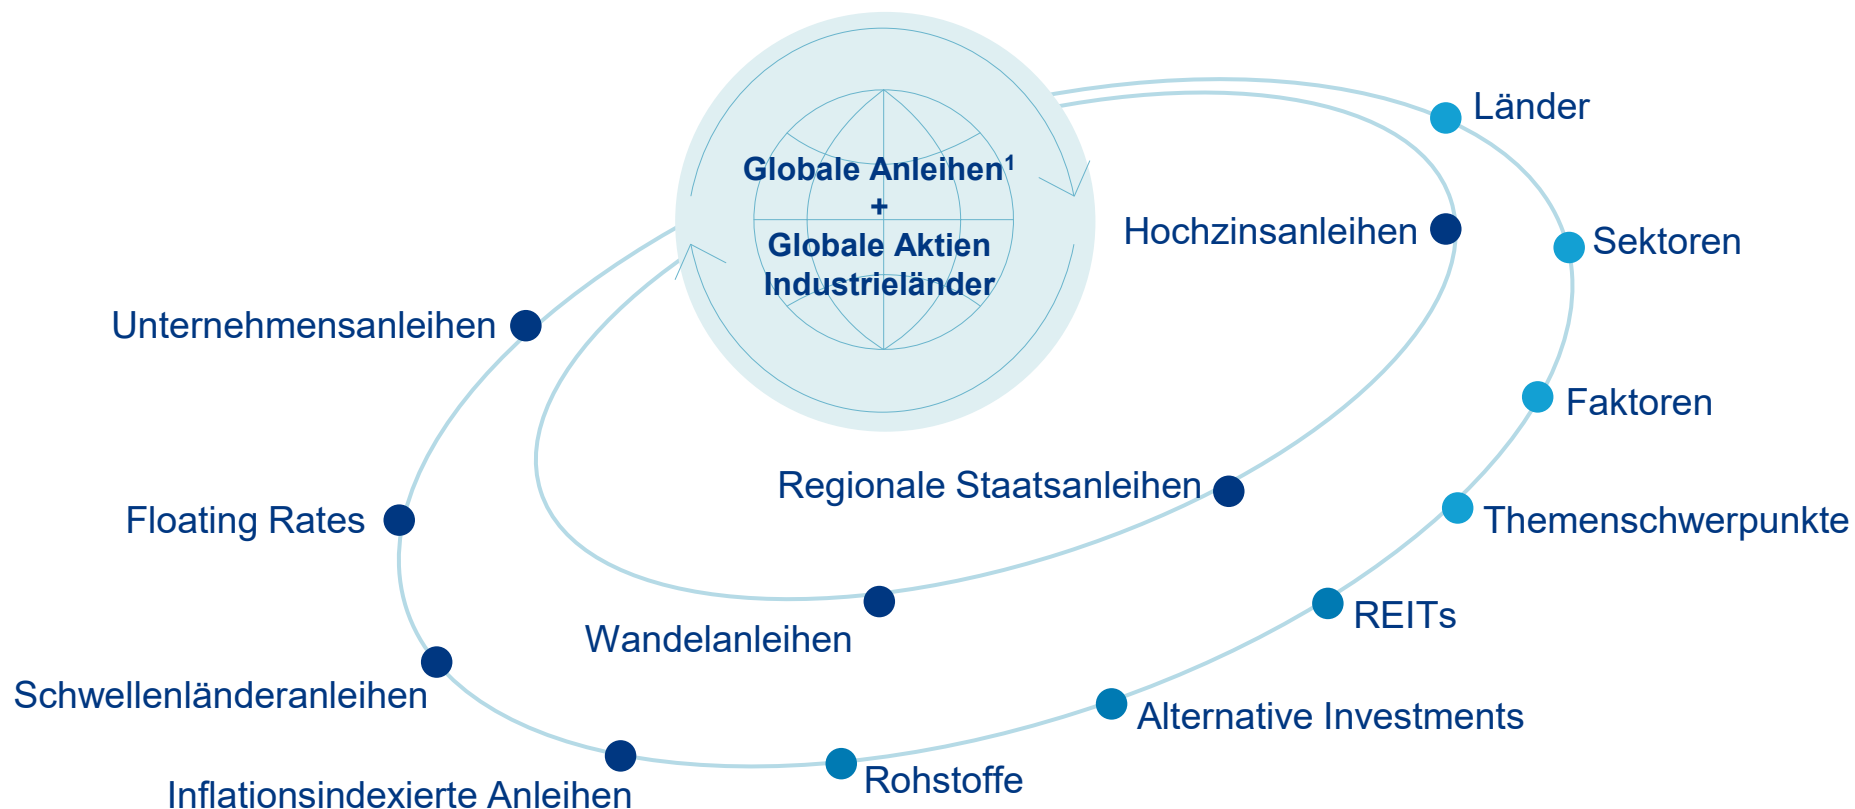 Länder
Globale Anleihen¹
+
Globale Aktien
Industrieländer
Hochzinsanleihen
Sektoren
Unternehmensanleihen
Faktoren
Regionale Staatsanleihen
Floating Rates
Themenschwerpunkte
REITs
Wandelanleihen
Schwellenländeranleihen
Alternative Investments
Rohstoffe
Inflationsindexierte Anleihen